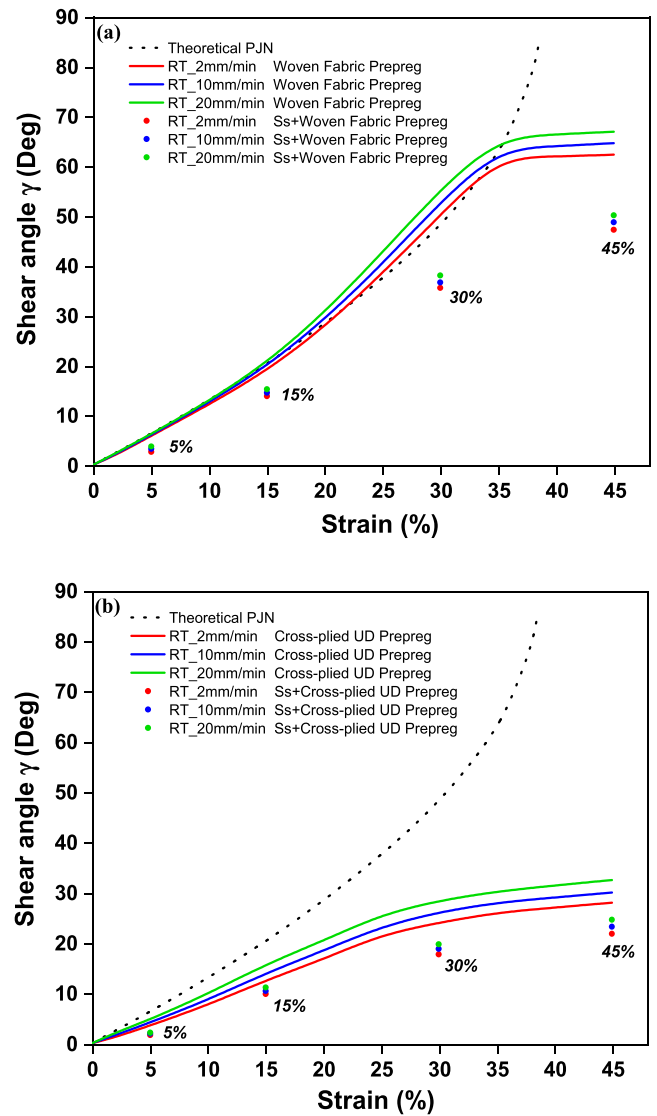 (a)
Theoretical PJN
RT_2mm/min Woven Fabric Prepreg
RT_10mm/min Woven Fabric Prepreg
RT_20mm/min Woven Fabric Prepreg
RT_2mm/min Ss+Woven Fabric Prepreg
RT_10mm/min Ss+Woven Fabric Prepreg
RT_20mm/min Ss+Woven Fabric Prepreg
90
80
70
60
50
40
30
20
10
0
Shear angle γ (Deg)
5%
15%
30%
45%
0 5 10 15 20 25 30 35 40 45
Strain (%)
(b)
Theoretical PJN
RT_2mm/min Cross-plied UD Prepreg
RT_10mm/min Cross-plied UD Prepreg
RT_20mm/min Cross-plied UD Prepreg
RT_2mm/min Ss+Cross-plied UD Prepreg
RT_10mm/min Ss+Cross-plied UD Prepreg
RT_20mm/min Ss+Cross-plied UD Prepreg
90
80
70
60
50
40
30
20
10
0
Shear angle γ (Deg)
5%
15%
30%
45%
0 5 10 15 20 25 30 35 40 45
Strain (%)